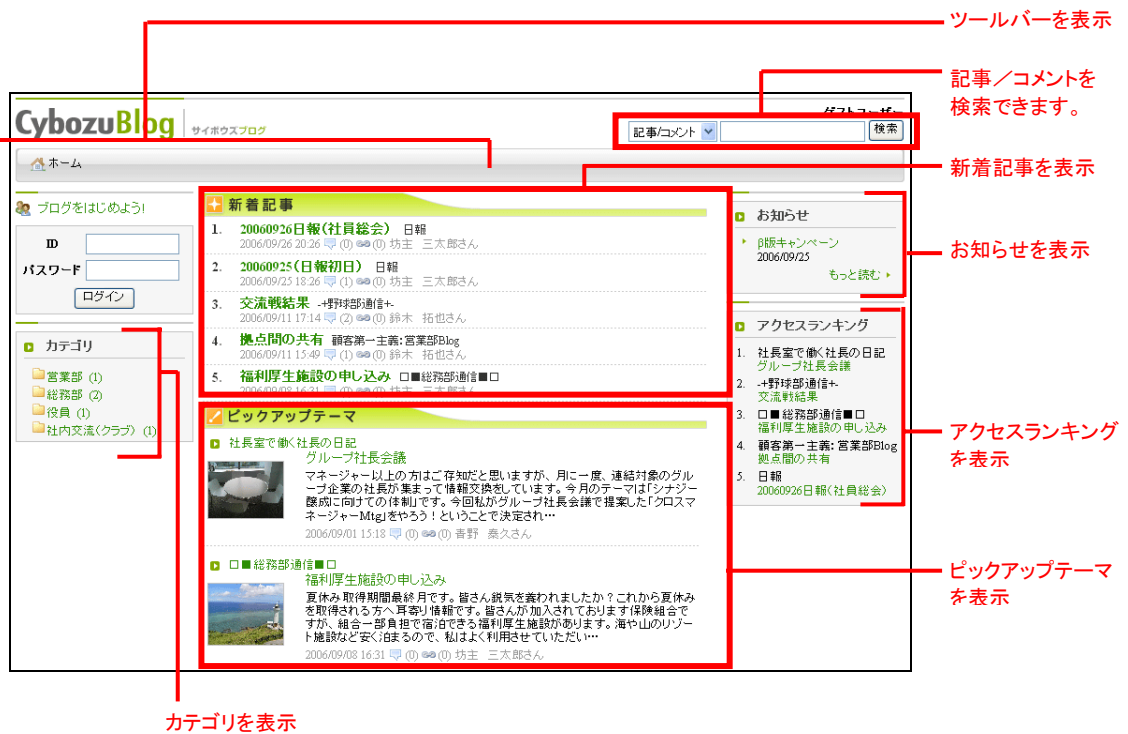 ツールバーを表示
記事／コメントを
検索できます。
CybozuBlog サイボウズブログ
ゲストユーザー
記事/コメント 検索
ホーム
新着記事を表示
ブログをはじめよう!
ID
パスワード
ログイン
カテゴリ
営業部 (1)
総務部 (2)
役員 (1)
社内交流(クラブ) (1)
新着記事
1. 20060926日報(社員総会) 日報
2006/09/26 20:26 (0) (0) 坊主 三太郎さん
2. 20060925(日報初日) 日報
2006/09/25 18:26 (1) (0) 坊主 三太郎さん
3. 交流戦結果 -+野球部通信+-
2006/09/11 17:14 (2) (0) 鈴木 拓也さん
4. 拠点間の共有 顧客第一主義:営業部Blog
2006/09/11 15:49 (1) (0) 鈴木 拓也さん
5. 福利厚生施設の申し込み □■総務部通信■□
2006/09/08 16:31 (0) (0) 坊主 三太郎さん
ピックアップテーマ
社長室で働く社長の日記
グループ社長会議
マネージャー以上の方はご存知だと思いますが、月に一度、連結対象のグル
ープ企業の社長が集まって情報交換をしています。今月のテーマは「シナジー
醸成に向けての体制」です。今回私がグループ社長会議で提案した「クロスマ
ネージャーMtg」をやろう！ということで決定され…
2006/09/01 15:18 (0) (0) 青野 泰久さん
□■総務部通信■□
福利厚生施設の申し込み
夏休み取得期間最終月です。皆さん鋭気を養われましたか？これから夏休み
を取得される方へ耳寄り情報です。皆さんが加入されております保険組合で
すが、組合一部負担で宿泊できる福利厚生施設があります。海や山のリゾー
ト施設など安く泊まるので、私はよく利用させていただい…
2006/09/08 16:31 (0) (0) 坊主 三太郎さん
お知らせ
β版キャンペーン
2006/09/25
もっと読む
お知らせを表示
アクセスランキング
1. 社長室で働く社長の日記
グループ社長会議
2. -+野球部通信+-
交流戦結果
3. □■総務部通信■□
福利厚生施設の申し込み
4. 顧客第一主義:営業部Blog
拠点間の共有
5. 日報
20060926日報(社員総会)
アクセスランキング
を表示
ピックアップテーマ
を表示
カテゴリを表示